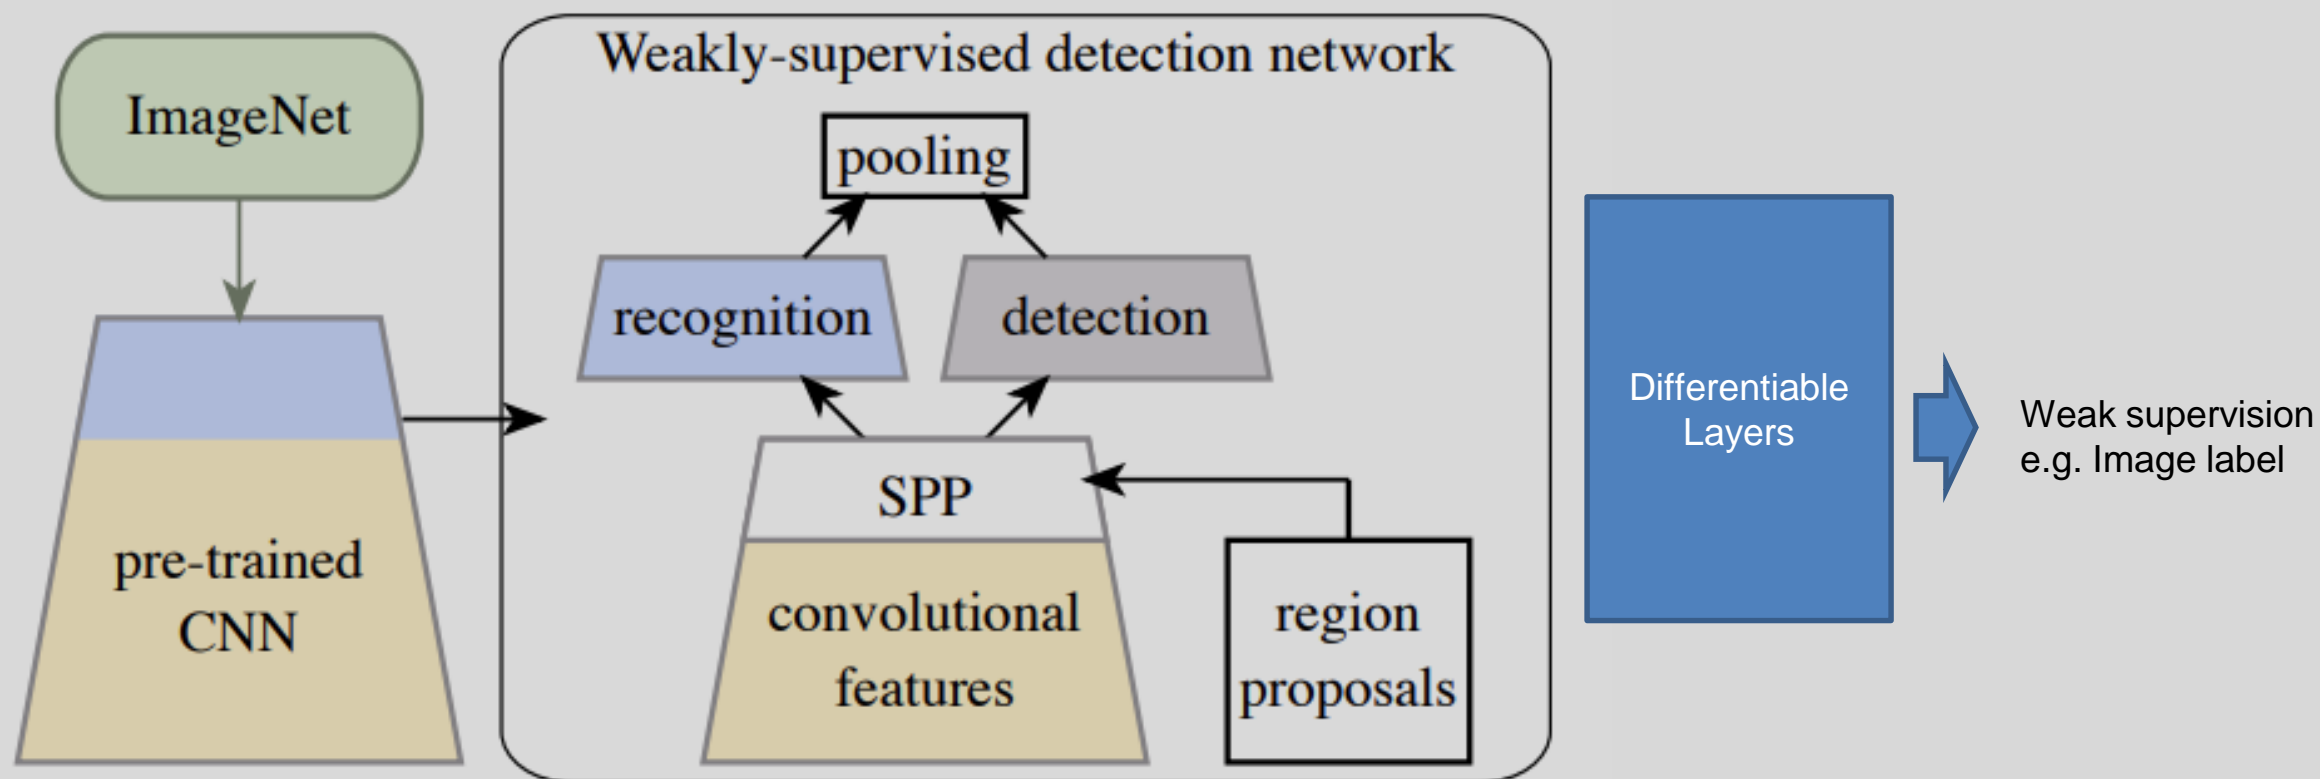 ImageNet
pre-trained
CNN
Weakly-supervised detection network
pooling
recognition
detection
SPP
convolutional
features
region
proposals
Differentiable
Layers
Weak supervision
e.g. Image label